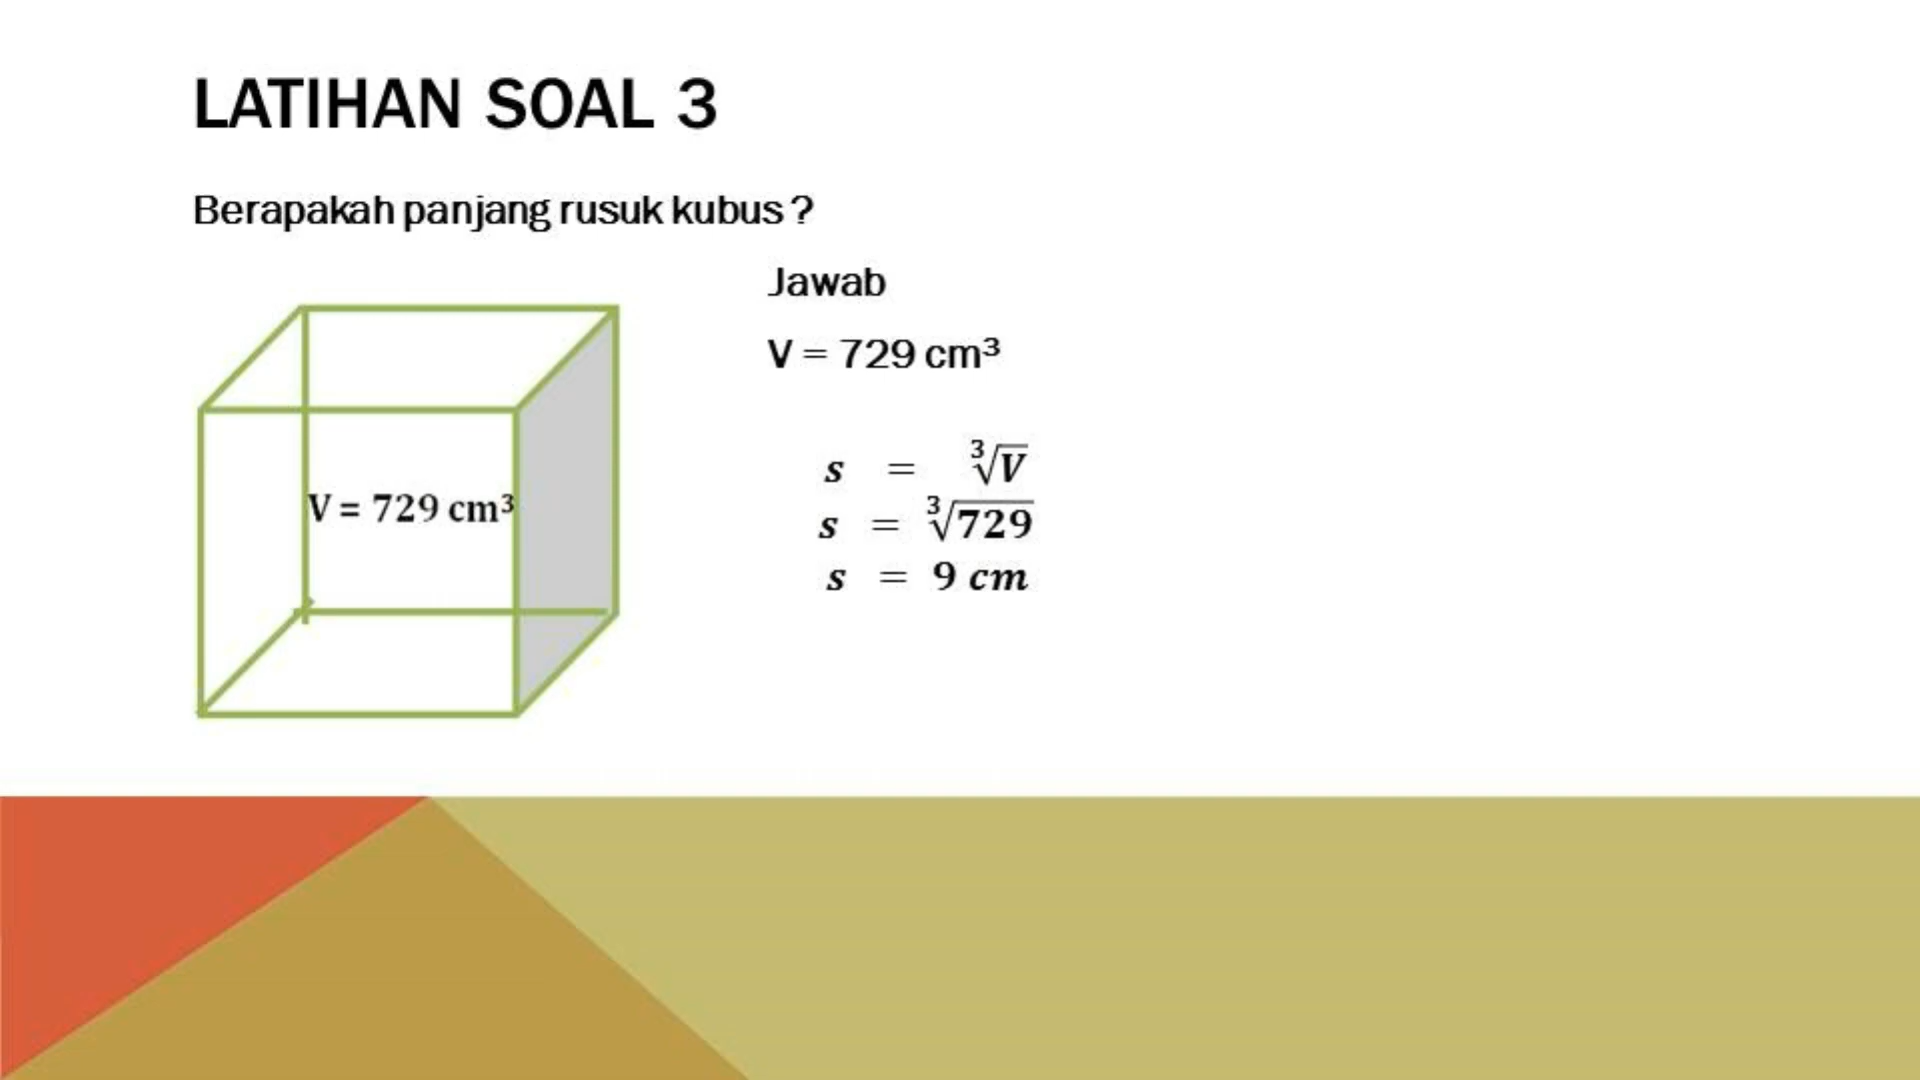 LATIHAN SOAL 3
Berapakah panjang rusuk kubus ?
V = 729 cm³
Jawab
V = 729 cm³
s = ∛V
s = ∛729
s = 9 cm